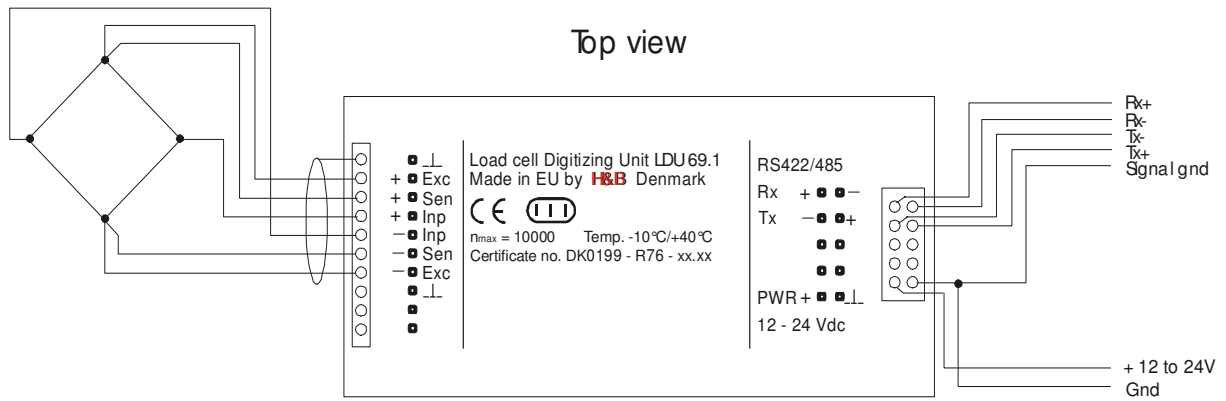 Top view
⊥
+ Exc
+ Sen
+ Inp
− Inp
− Sen
− Exc
⊥
Load cell Digitizing Unit LDU 69.1
Made in EU by H&B Denmark
CE III
nmax = 10000 Temp. -10°C/+40°C
Certificate no. DK0199 - R76 - xx.xx
RS422/485
Rx + −
Tx − +
PWR + ⊥
12 - 24 Vdc
Rx+
Rx-
Tx-
Tx+
Signal gnd
+ 12 to 24V
Gnd